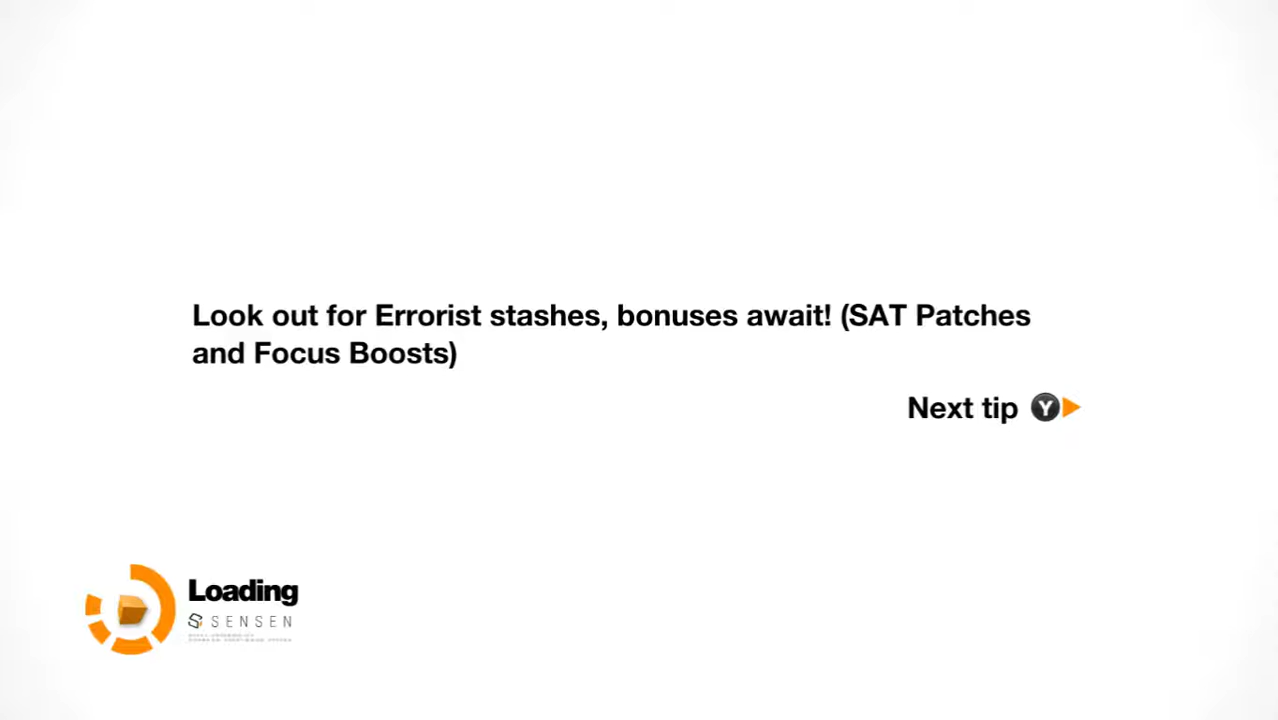 Look out for Errorist stashes, bonuses await! (SAT Patches
and Focus Boosts)
Next tip Y
Loading
SENSEN